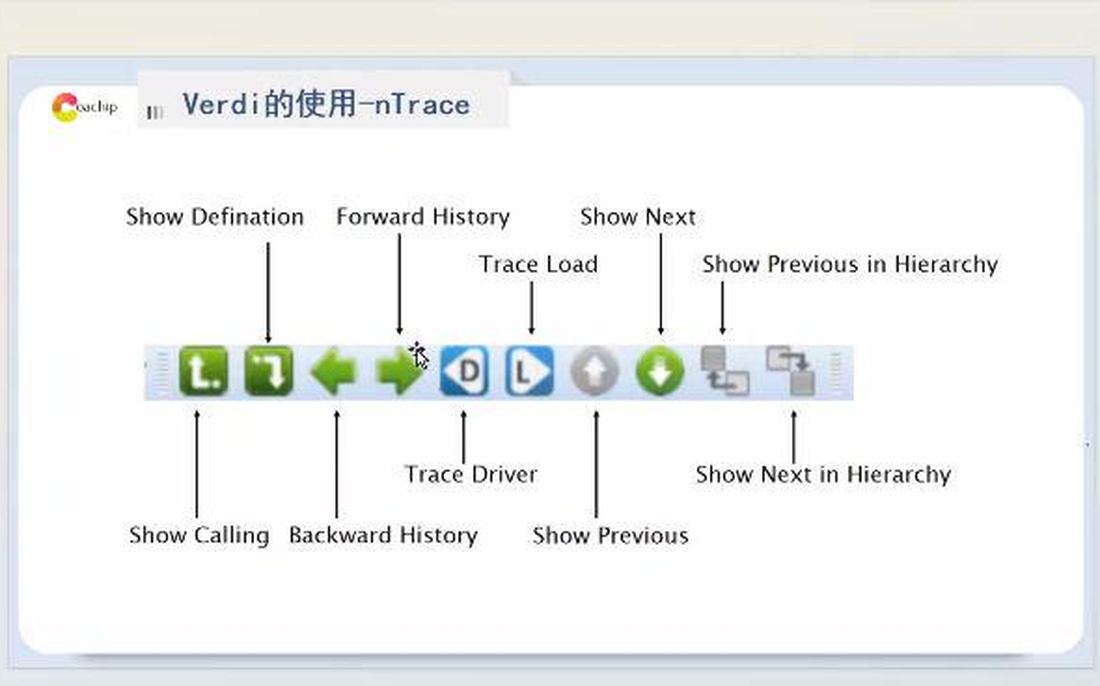 Coachip
Verdi的使用-nTrace
Show Defination
Forward History
Show Next
Trace Load
Show Previous in Hierarchy
D
L
Trace Driver
Show Next in Hierarchy
Show Calling
Backward History
Show Previous